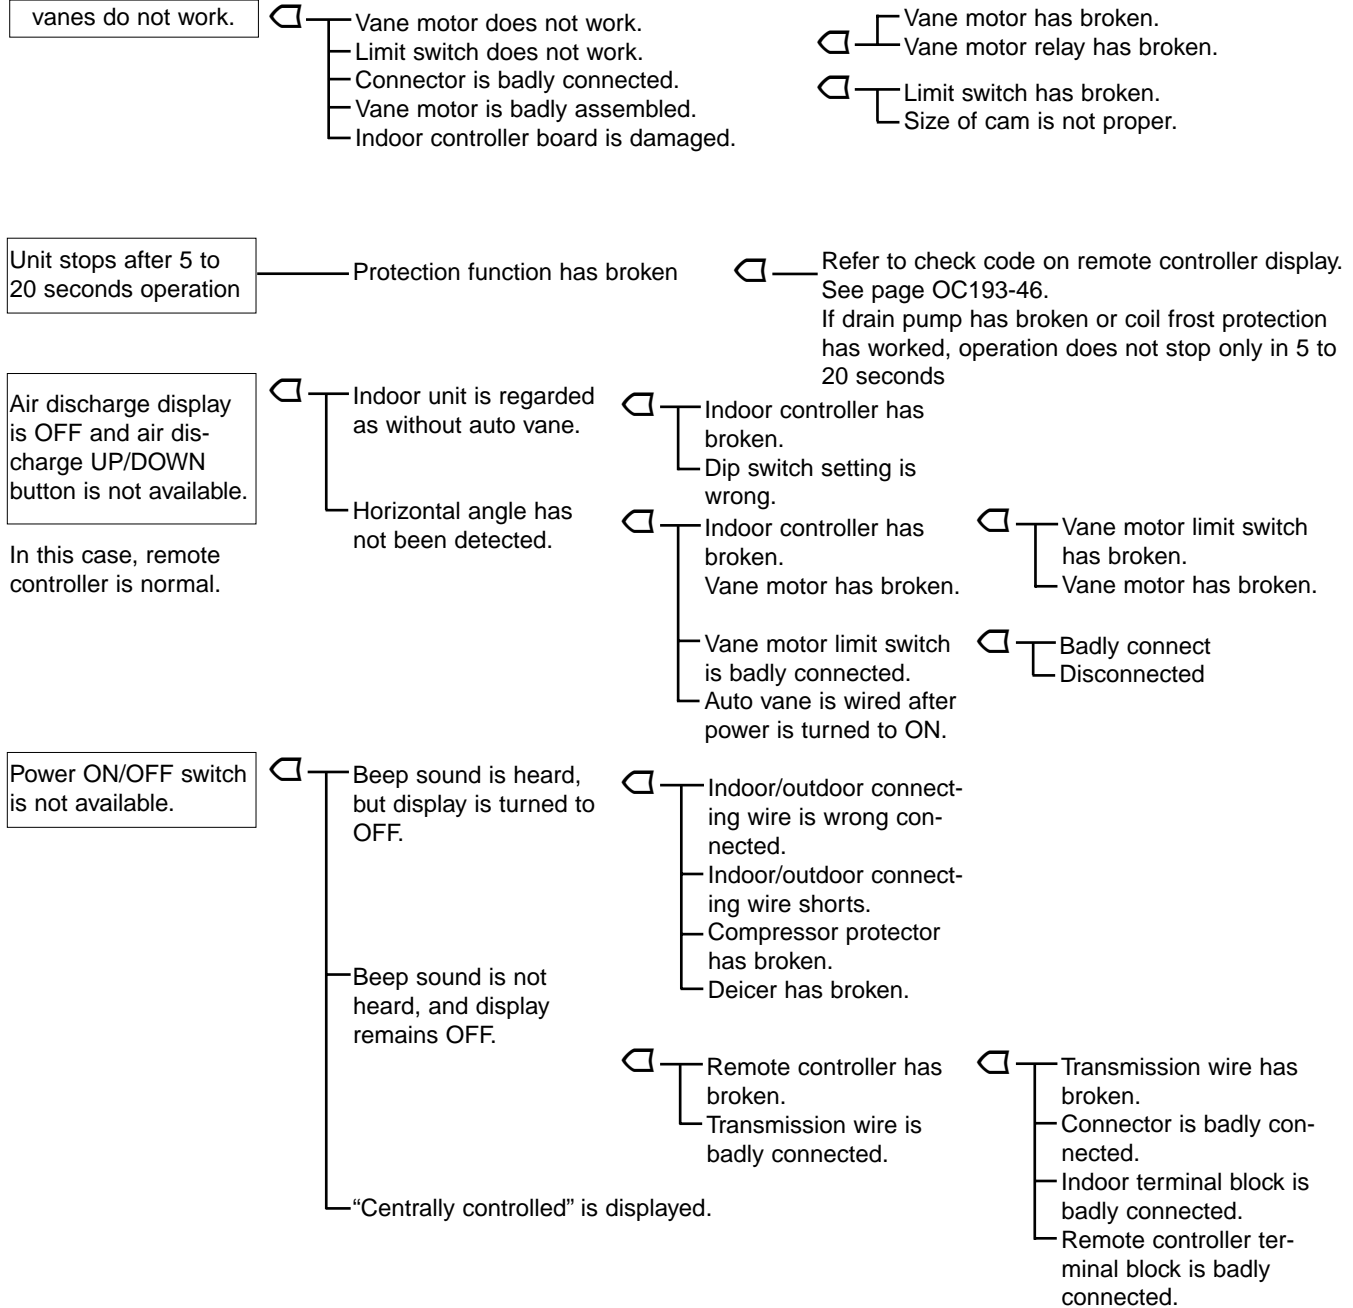 vanes do not work.
Vane motor does not work.
Limit switch does not work.
Connector is badly connected.
Vane motor is badly assembled.
Indoor controller board is damaged.
Vane motor has broken.
Vane motor relay has broken.
Limit switch has broken.
Size of cam is not proper.
Unit stops after 5 to
20 seconds operation
Protection function has broken
Refer to check code on remote controller display.
See page OC193-46.
If drain pump has broken or coil frost protection
has worked, operation does not stop only in 5 to
20 seconds
Air discharge display
is OFF and air dis-
charge UP/DOWN
button is not available.
In this case, remote
controller is normal.
Indoor unit is regarded
as without auto vane.
Indoor controller has
broken.
Dip switch setting is
wrong.
Horizontal angle has
not been detected.
Indoor controller has
broken.
Vane motor has broken.
Vane motor limit switch
has broken.
Vane motor has broken.
Vane motor limit switch
is badly connected.
Badly connect
Disconnected
Auto vane is wired after
power is turned to ON.
Power ON/OFF switch
is not available.
Beep sound is heard,
but display is turned to
OFF.
Indoor/outdoor connect-
ing wire is wrong con-
nected.
Indoor/outdoor connect-
ing wire shorts.
Compressor protector
has broken.
Deicer has broken.
Beep sound is not
heard, and display
remains OFF.
Remote controller has
broken.
Transmission wire is
badly connected.
Transmission wire has
broken.
Connector is badly con-
nected.
Indoor terminal block is
badly connected.
Remote controller ter-
minal block is badly
connected.
“Centrally controlled” is displayed.